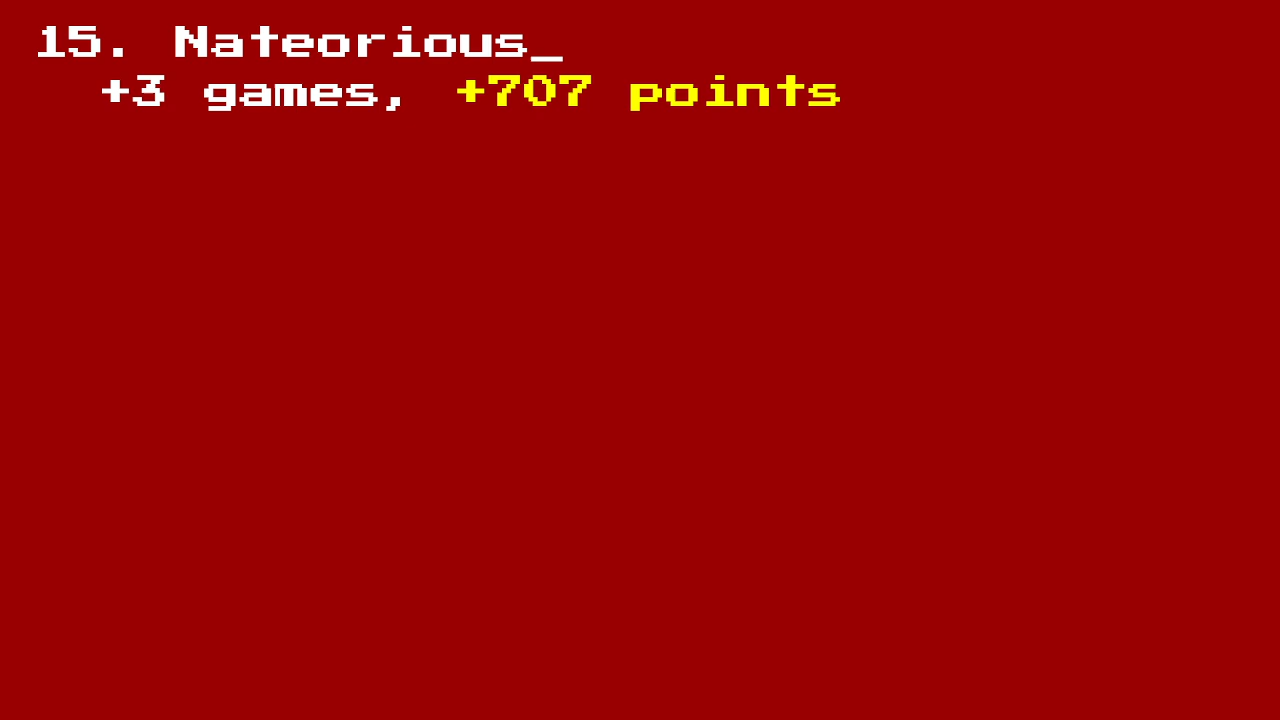 15. Nateorious_
+3 games, +707 points